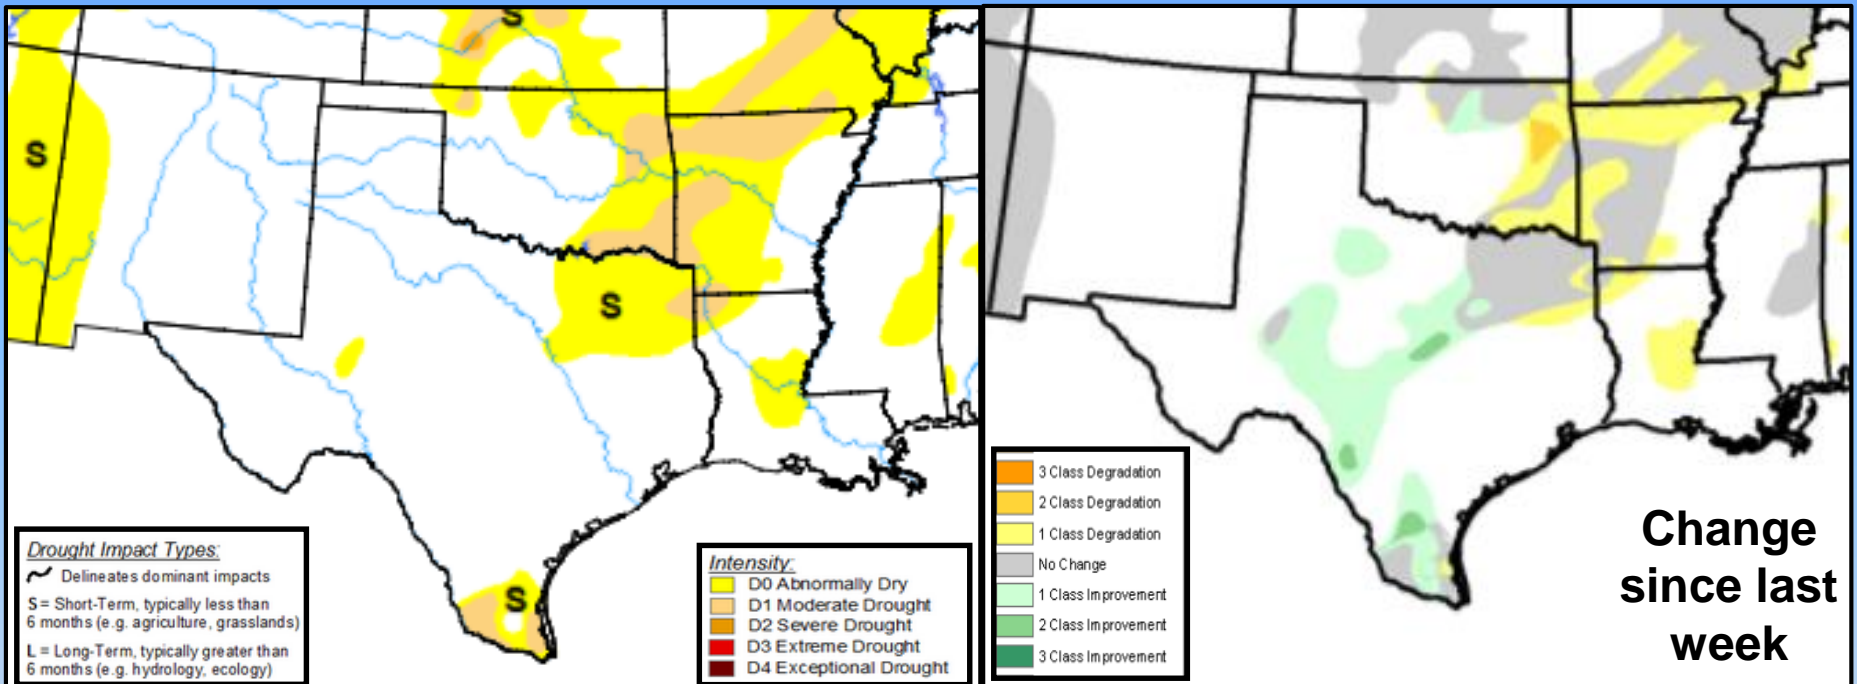 S
S
S
S
Drought Impact Types:
Delineates dominant impacts
S = Short-Term, typically less than
6 months (e.g. agriculture, grasslands)
L = Long-Term, typically greater than
6 months (e.g. hydrology, ecology)
Intensity:
D0 Abnormally Dry
D1 Moderate Drought
D2 Severe Drought
D3 Extreme Drought
D4 Exceptional Drought
3 Class Degradation
2 Class Degradation
1 Class Degradation
No Change
1 Class Improvement
2 Class Improvement
3 Class Improvement
Change
since last
week